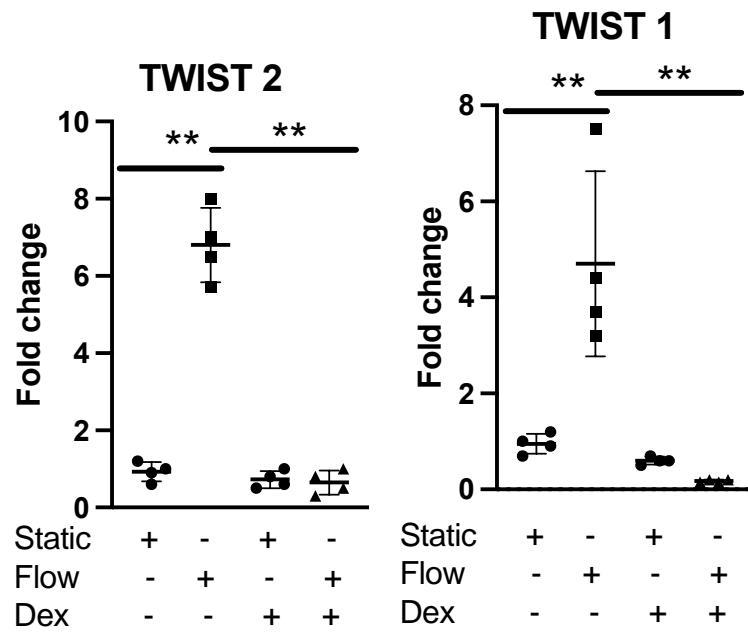 TWIST 2
** **
Fold change
10
8
6
4
2
0
Static + - + -
Flow - + - +
Dex - - + +
TWIST 1
** **
Fold change
8
6
4
2
0
Static + - + -
Flow - + - +
Dex - - + +